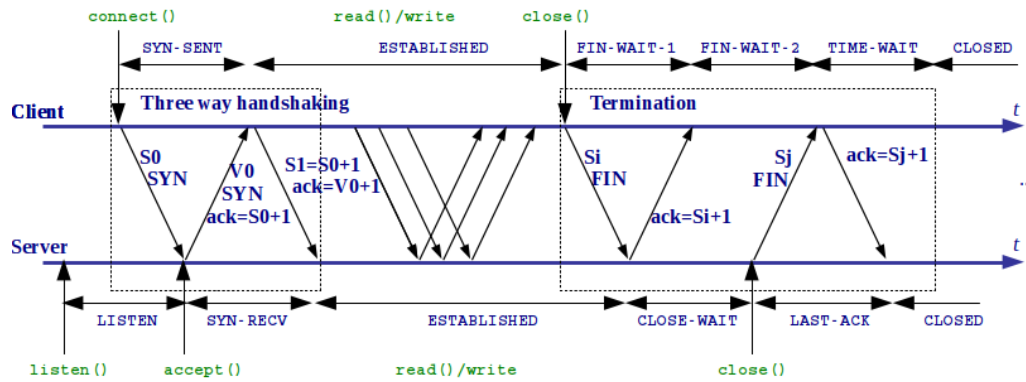 connect() read()/write close()
SYN-SENT ESTABLISHED FIN-WAIT-1 FIN-WAIT-2 TIME-WAIT CLOSED
Three way handshaking Termination
Client t
S0 SYN
V0 SYN ack=S0+1
S1=S0+1 ack=V0+1
Si FIN
ack=Si+1
Sj FIN
ack=Sj+1
..
Server t
LISTEN SYN-RECV ESTABLISHED CLOSE-WAIT LAST-ACK CLOSED
listen() accept() read()/write close()